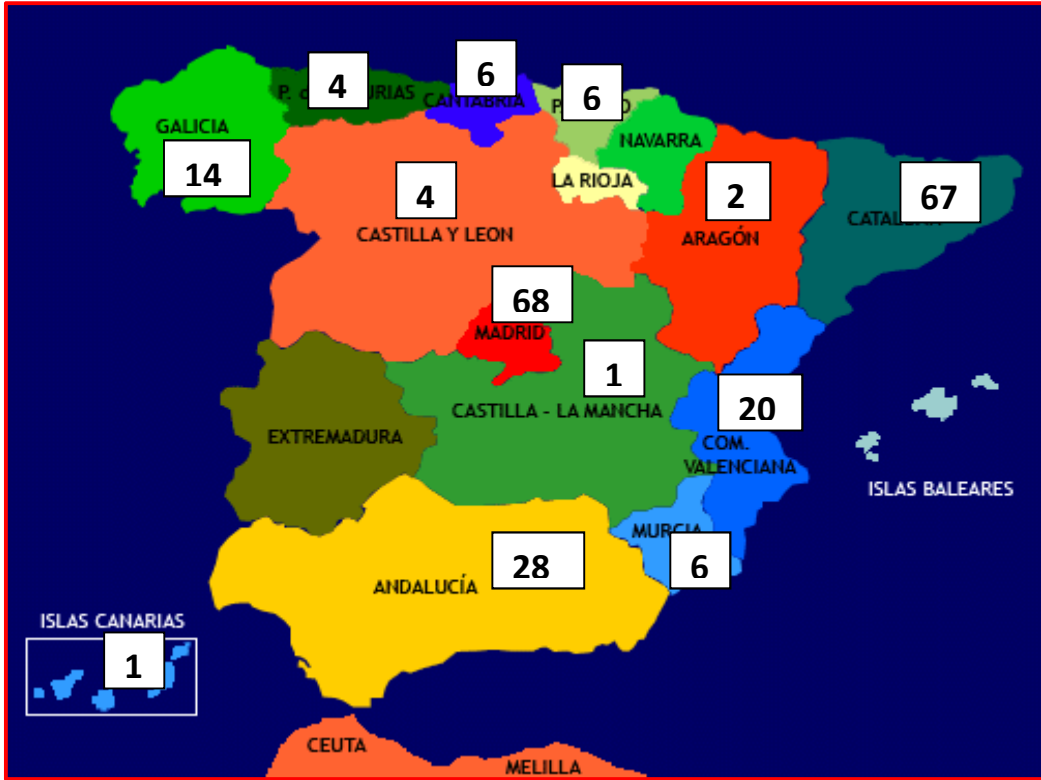 4
6
6
P. URIAS
CANTABRIA
P O
GALICIA
NAVARRA
14
LA RIOJA
4
2
67
CASTILLA Y LEON
ARAGÓN
68
MADRID
1
20
CASTILLA - LA MANCHA
EXTREMADURA
COM.
VALENCIANA
ISLAS BALEARES
MURCIA
28
6
ANDALUCÍA
ISLAS CANARIAS
1
CEUTA
MELILLA